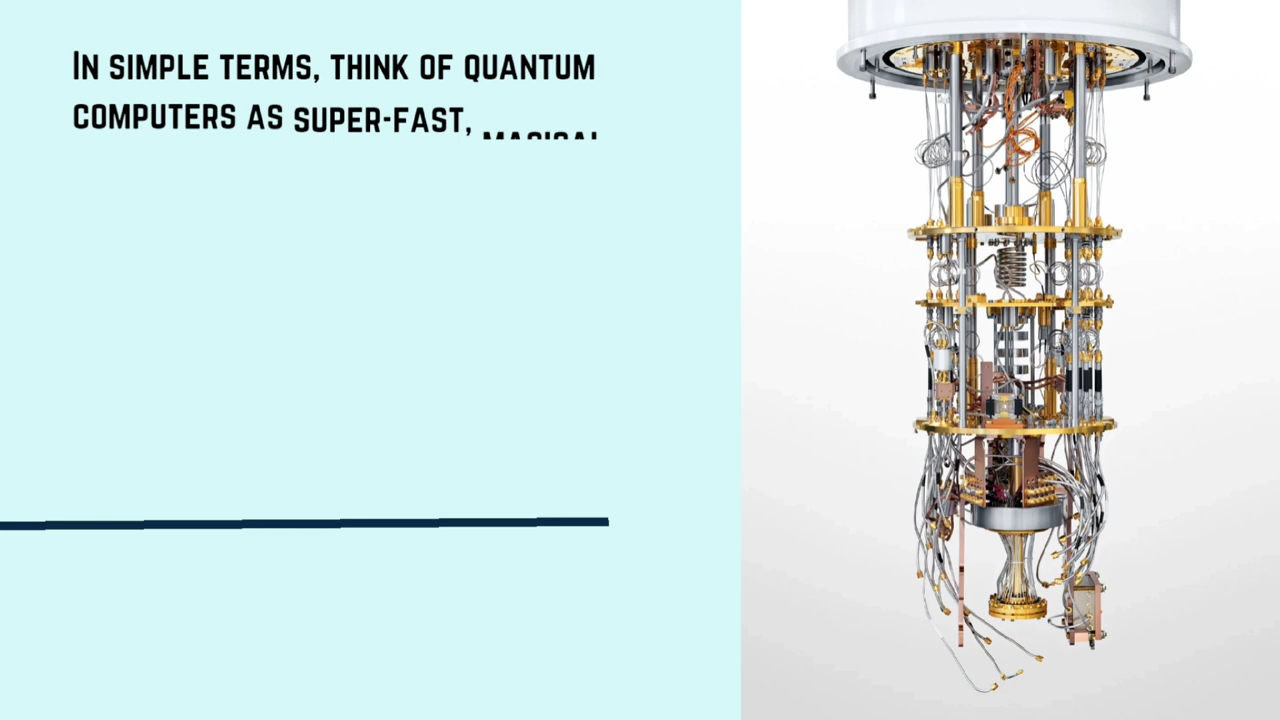 In simple terms, think of quantum
computers as super-fast,